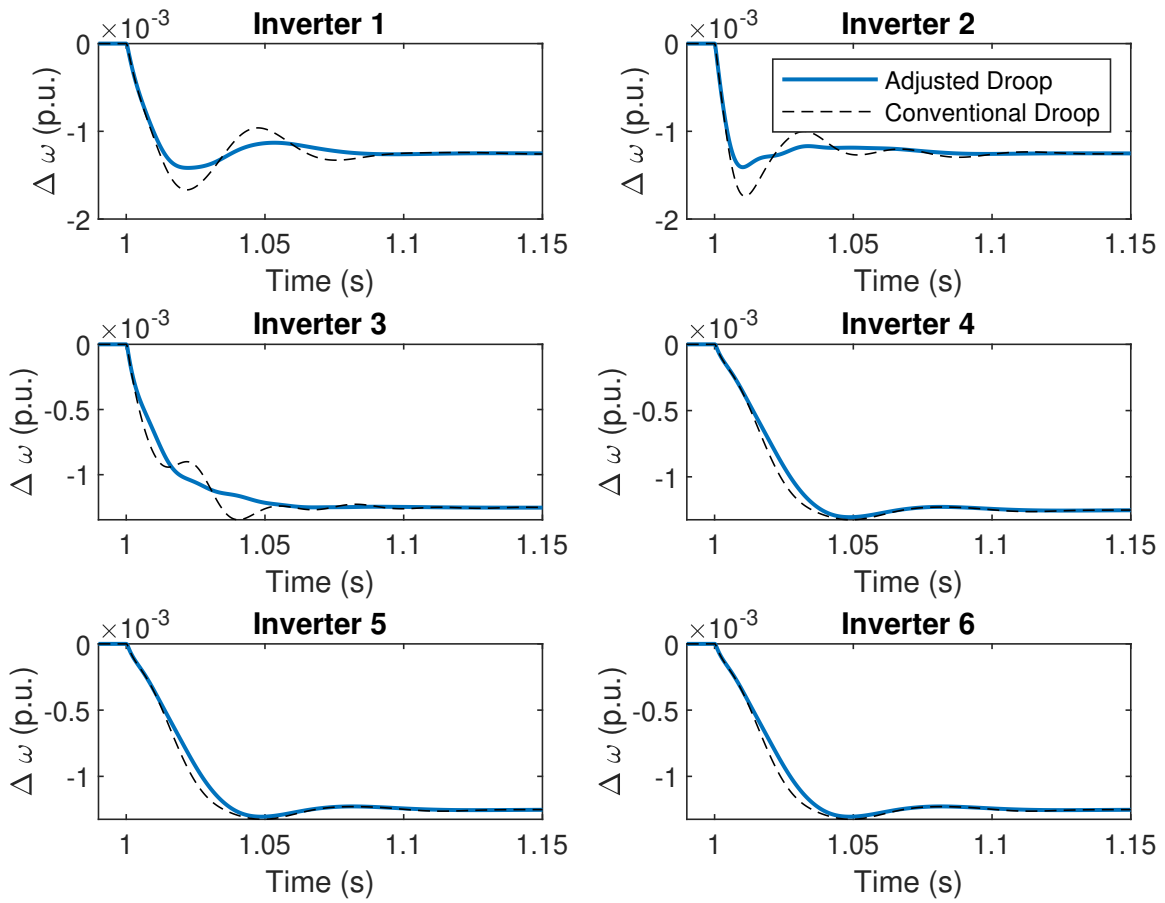 ×10-3
Inverter 1
0
-1
-2
Δ ω (p.u.)
1
1.05
1.1
1.15
Time (s)
×10-3
Inverter 2
Adjusted Droop
Conventional Droop
0
-1
-2
Δ ω (p.u.)
1
1.05
1.1
1.15
Time (s)
×10-3
Inverter 3
0
-0.5
-1
Δ ω (p.u.)
1
1.05
1.1
1.15
Time (s)
×10-3
Inverter 4
0
-0.5
-1
Δ ω (p.u.)
1
1.05
1.1
1.15
Time (s)
×10-3
Inverter 5
0
-0.5
-1
Δ ω (p.u.)
1
1.05
1.1
1.15
Time (s)
×10-3
Inverter 6
0
-0.5
-1
Δ ω (p.u.)
1
1.05
1.1
1.15
Time (s)